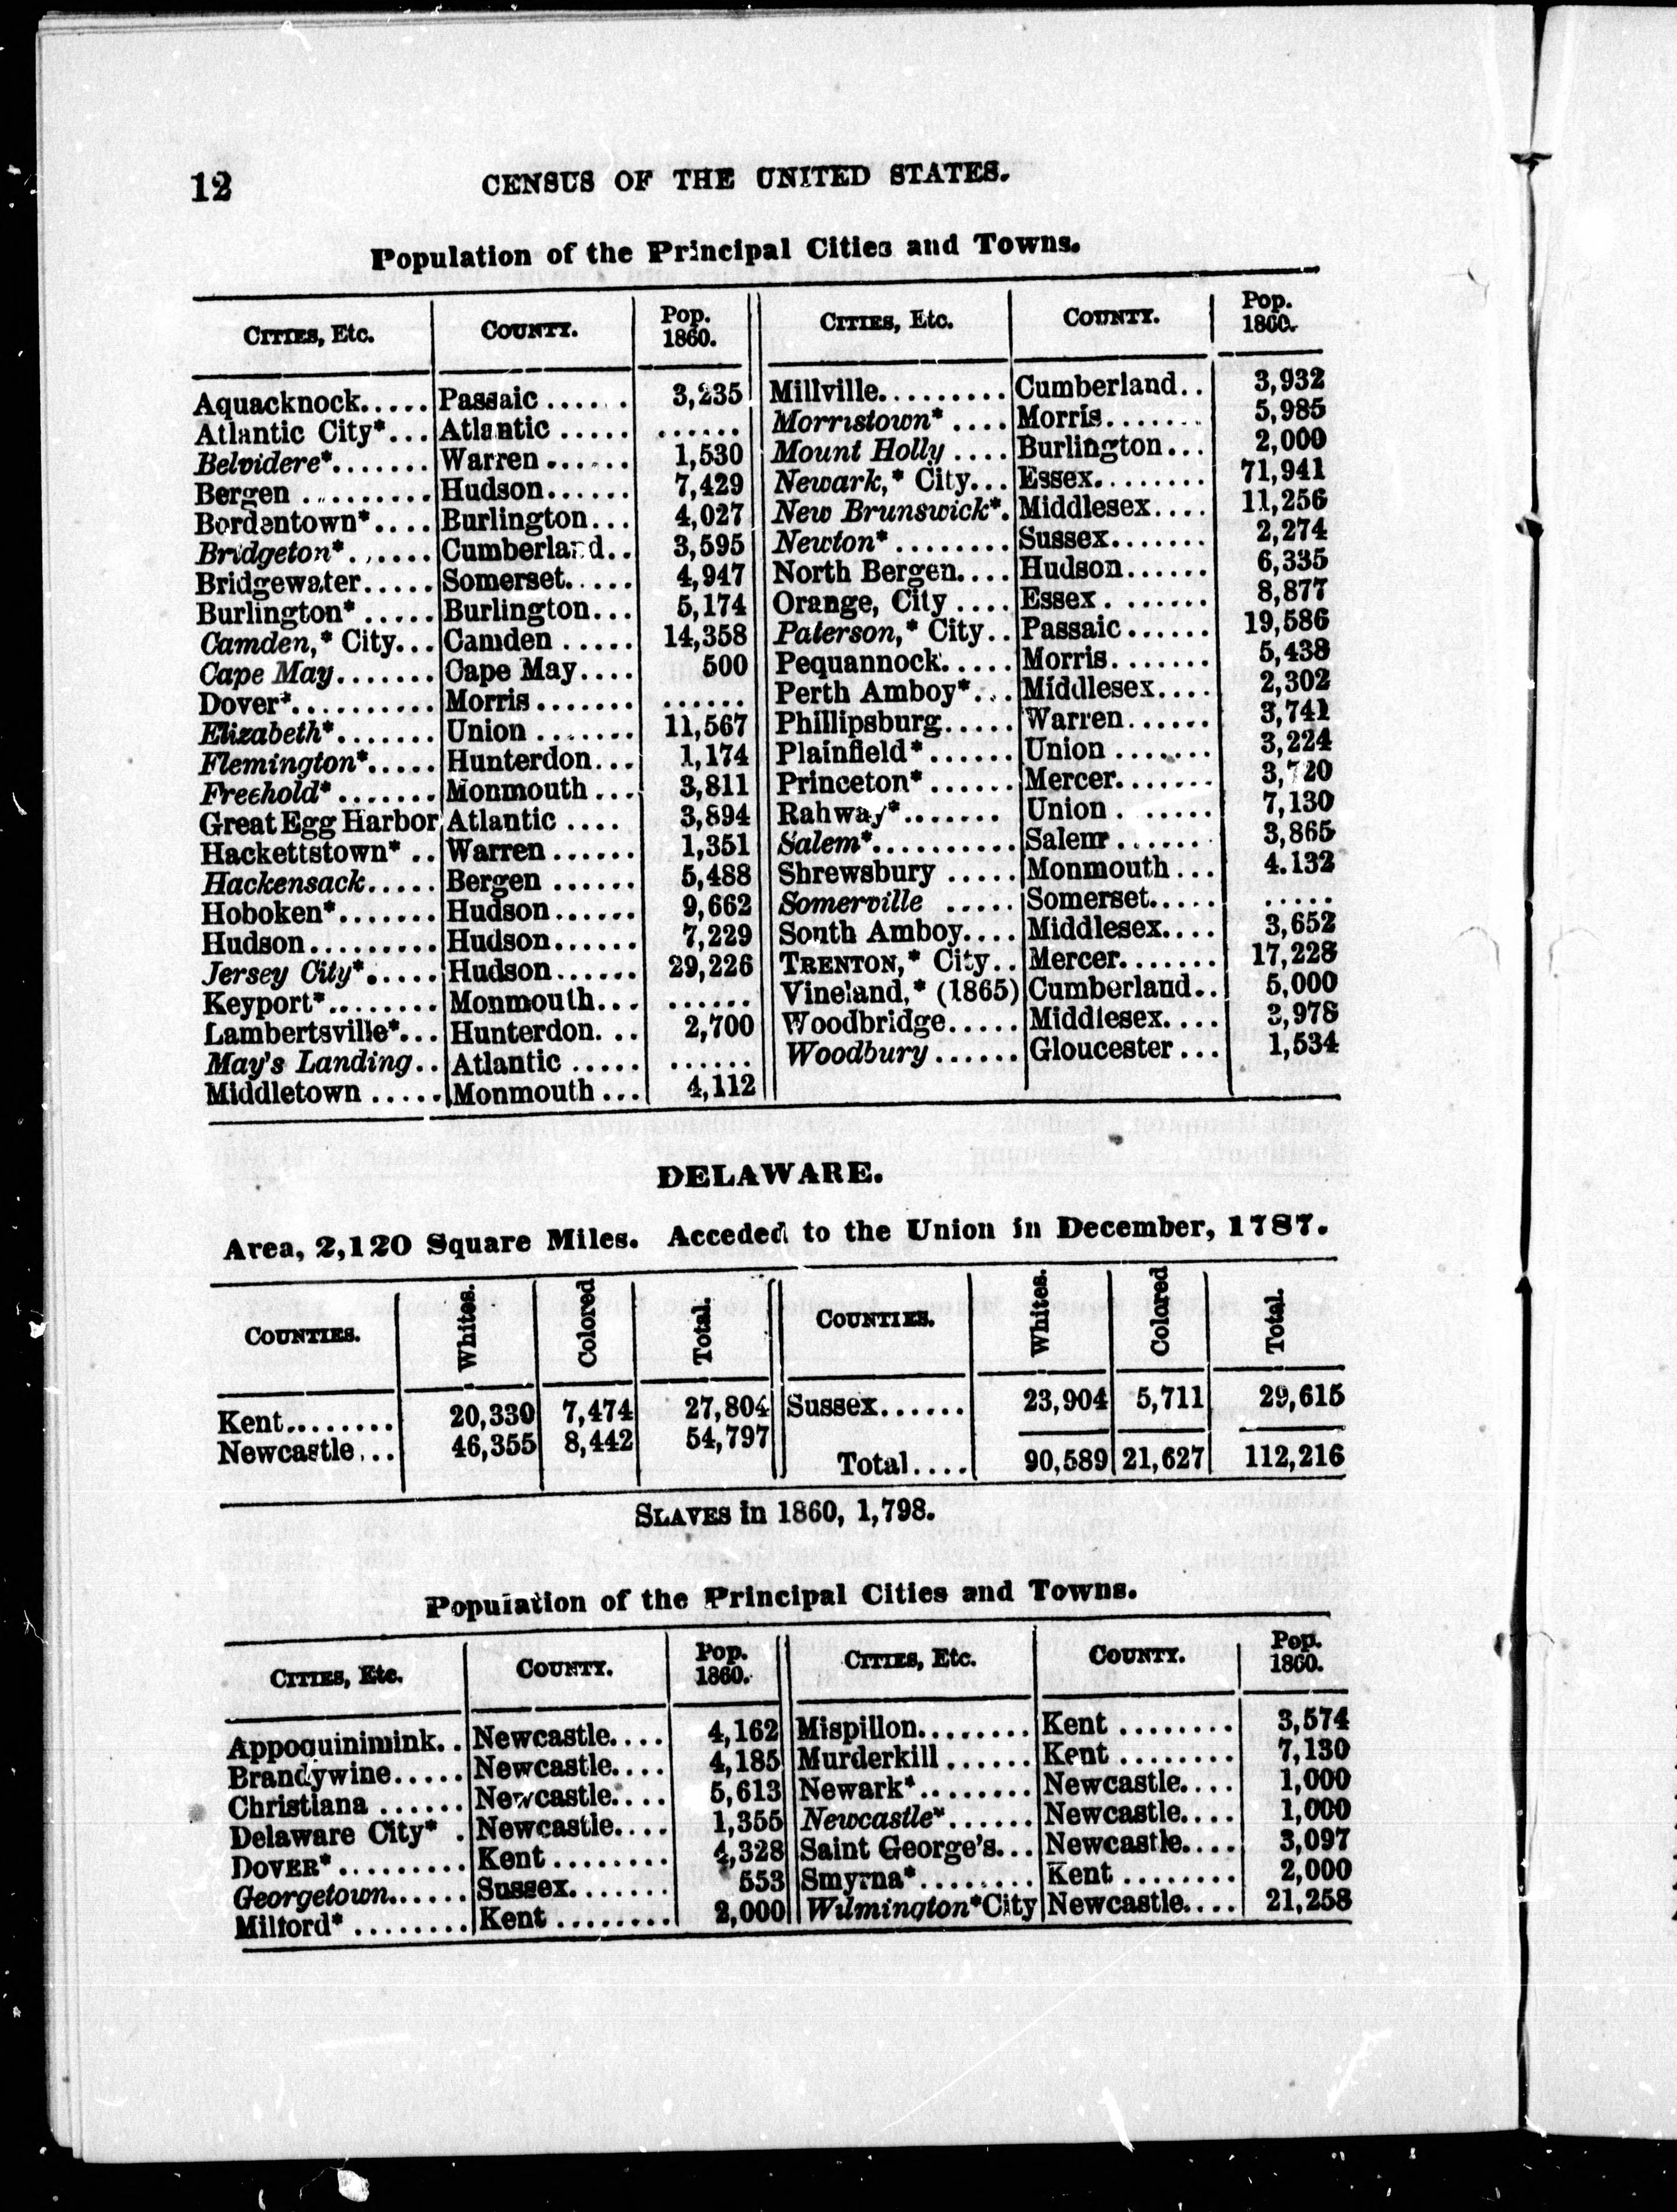 12 CENSUS OF THE UNITED STATES.
Population of the Principal Cities and Towns.
CITIES, Etc. COUNTY. Pop. 1860. CITIES, Etc. COUNTY. Pop. 1860.
Aquacknock..... Passaic ...... 3,235 Millville......... Cumberland.. 3,932
Atlantic City*... Atlantic ..... ...... Morristown* .... Morris....... 5,985
Belvidere*....... Warren ...... 1,530 Mount Holly .... Burlington... 2,000
Bergen ......... Hudson...... 7,429 Newark,* City... Essex........ 71,941
Bordentown*.... Burlington... 4,027 New Brunswick*. Middlesex.... 11,256
Bridgeton*...... Cumberland.. 3,595 Newton* ........ Sussex....... 2,274
Bridgewater..... Somerset..... 4,947 North Bergen.... Hudson...... 6,335
Burlington* ..... Burlington... 5,174 Orange, City .... Essex........ 8,877
Camden,* City... Camden ..... 14,358 Paterson,* City.. Passaic...... 19,586
Cape May....... Cape May.... 500 Pequannock..... Morris....... 5,438
Dover*.......... Morris....... ...... Perth Amboy*... Middlesex.... 2,302
Elizabeth*....... Union ....... 11,567 Phillipsburg..... Warren...... 3,741
Flemington*..... Hunterdon... 1,174 Plainfield*...... Union ....... 3,224
Freehold* ....... Monmouth ... 3,811 Princeton*...... Mercer....... 3,720
Great Egg Harbor Atlantic .... 3,894 Rahway*....... Union ....... 7,130
Hackettstown* .. Warren...... 1,351 Salem*.......... Salem ...... 3,865
Hackensack..... Bergen ...... 5,488 Shrewsbury ..... Monmouth ... 4.132
Hoboken*....... Hudson...... 9,662 Somerville ..... Somerset..... .....
Hudson......... Hudson...... 7,229 South Amboy.... Middlesex.... 3,652
Jersey City*..... Hudson...... 29,226 TRENTON,* City.. Mercer....... 17,228
Keyport*........ Monmouth... ...... Vineland,* (1865) Cumberland.. 5,000
Lambertsville*... Hunterdon. .. 2,700 Woodbridge..... Middlesex.... 3,978
May's Landing.. Atlantic ..... ...... Woodbury ...... Gloucester ... 1,534
Middletown ..... Monmouth ... 4,112
DELAWARE.
Area, 2,120 Square Miles. Acceded to the Union in December, 1787.
COUNTIES. Whites. Colored Total. COUNTIES. Whites. Colored Total.
Kent........ 20,330 7,474 27,804 Sussex...... 23,904 5,711 29,615
Newcastle... 46,355 8,442 54,797
Total.... 90,589 21,627 112,216
SLAVES in 1860, 1,798.
Population of the Principal Cities and Towns.
CITIES, Etc. COUNTY. Pop. 1860. CITIES, Etc. COUNTY. Pop. 1860.
Appoquinimink.. Newcastle.... 4,162 Mispillon........ Kent ........ 3,574
Brandywine..... Newcastle.... 4,185 Murderkill ...... Kent ........ 7,130
Christiana ...... Newcastle.... 5,613 Newark*........ Newcastle.... 1,000
Delaware City* . Newcastle.... 1,355 Newcastle*...... Newcastle.... 1,000
DOVER*......... Kent ........ 4,328 Saint George's... Newcastle.... 3,097
Georgetown...... Sussex....... 553 Smyrna*........ Kent ........ 2,000
Milford* ........ Kent ........ 2,000 Wilmington*City Newcastle.... 21,258